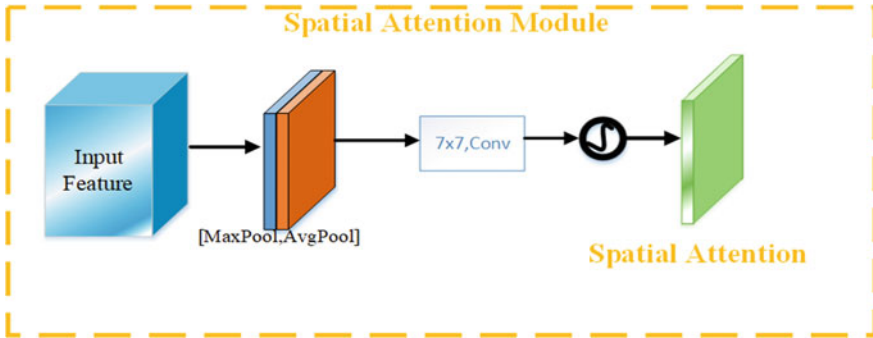 Spatial Attention Module
Input
Feature
[MaxPool,AvgPool]
7x7,Conv
Spatial Attention